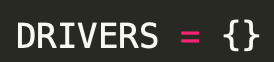 DRIVERS = {}